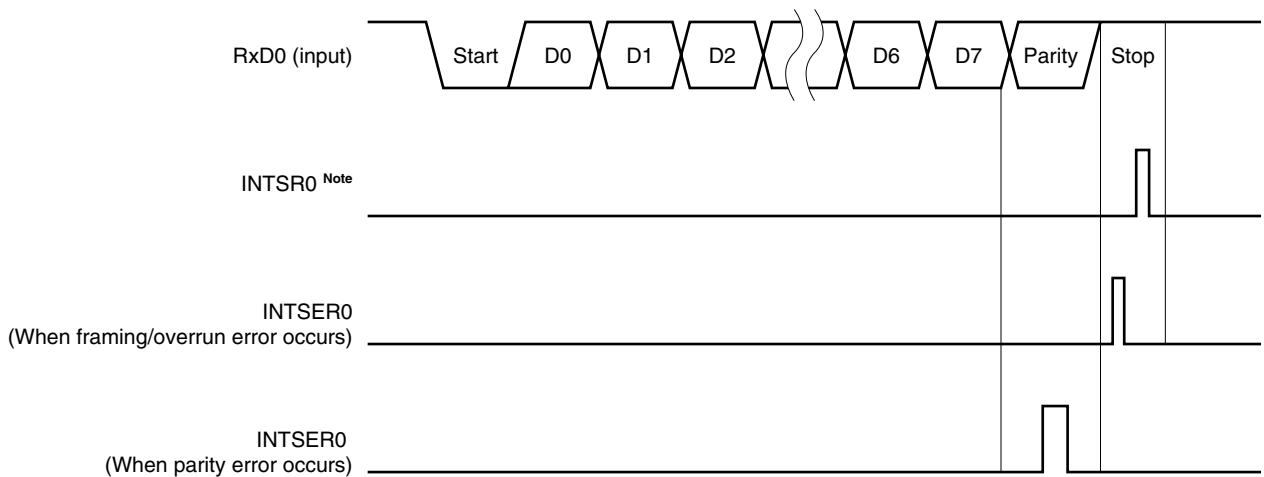 RxD0 (input)
Start D0 D1 D2 D6 D7 Parity Stop
INTSR0 Note
INTSER0
(When framing/overrun error occurs)
INTSER0
(When parity error occurs)